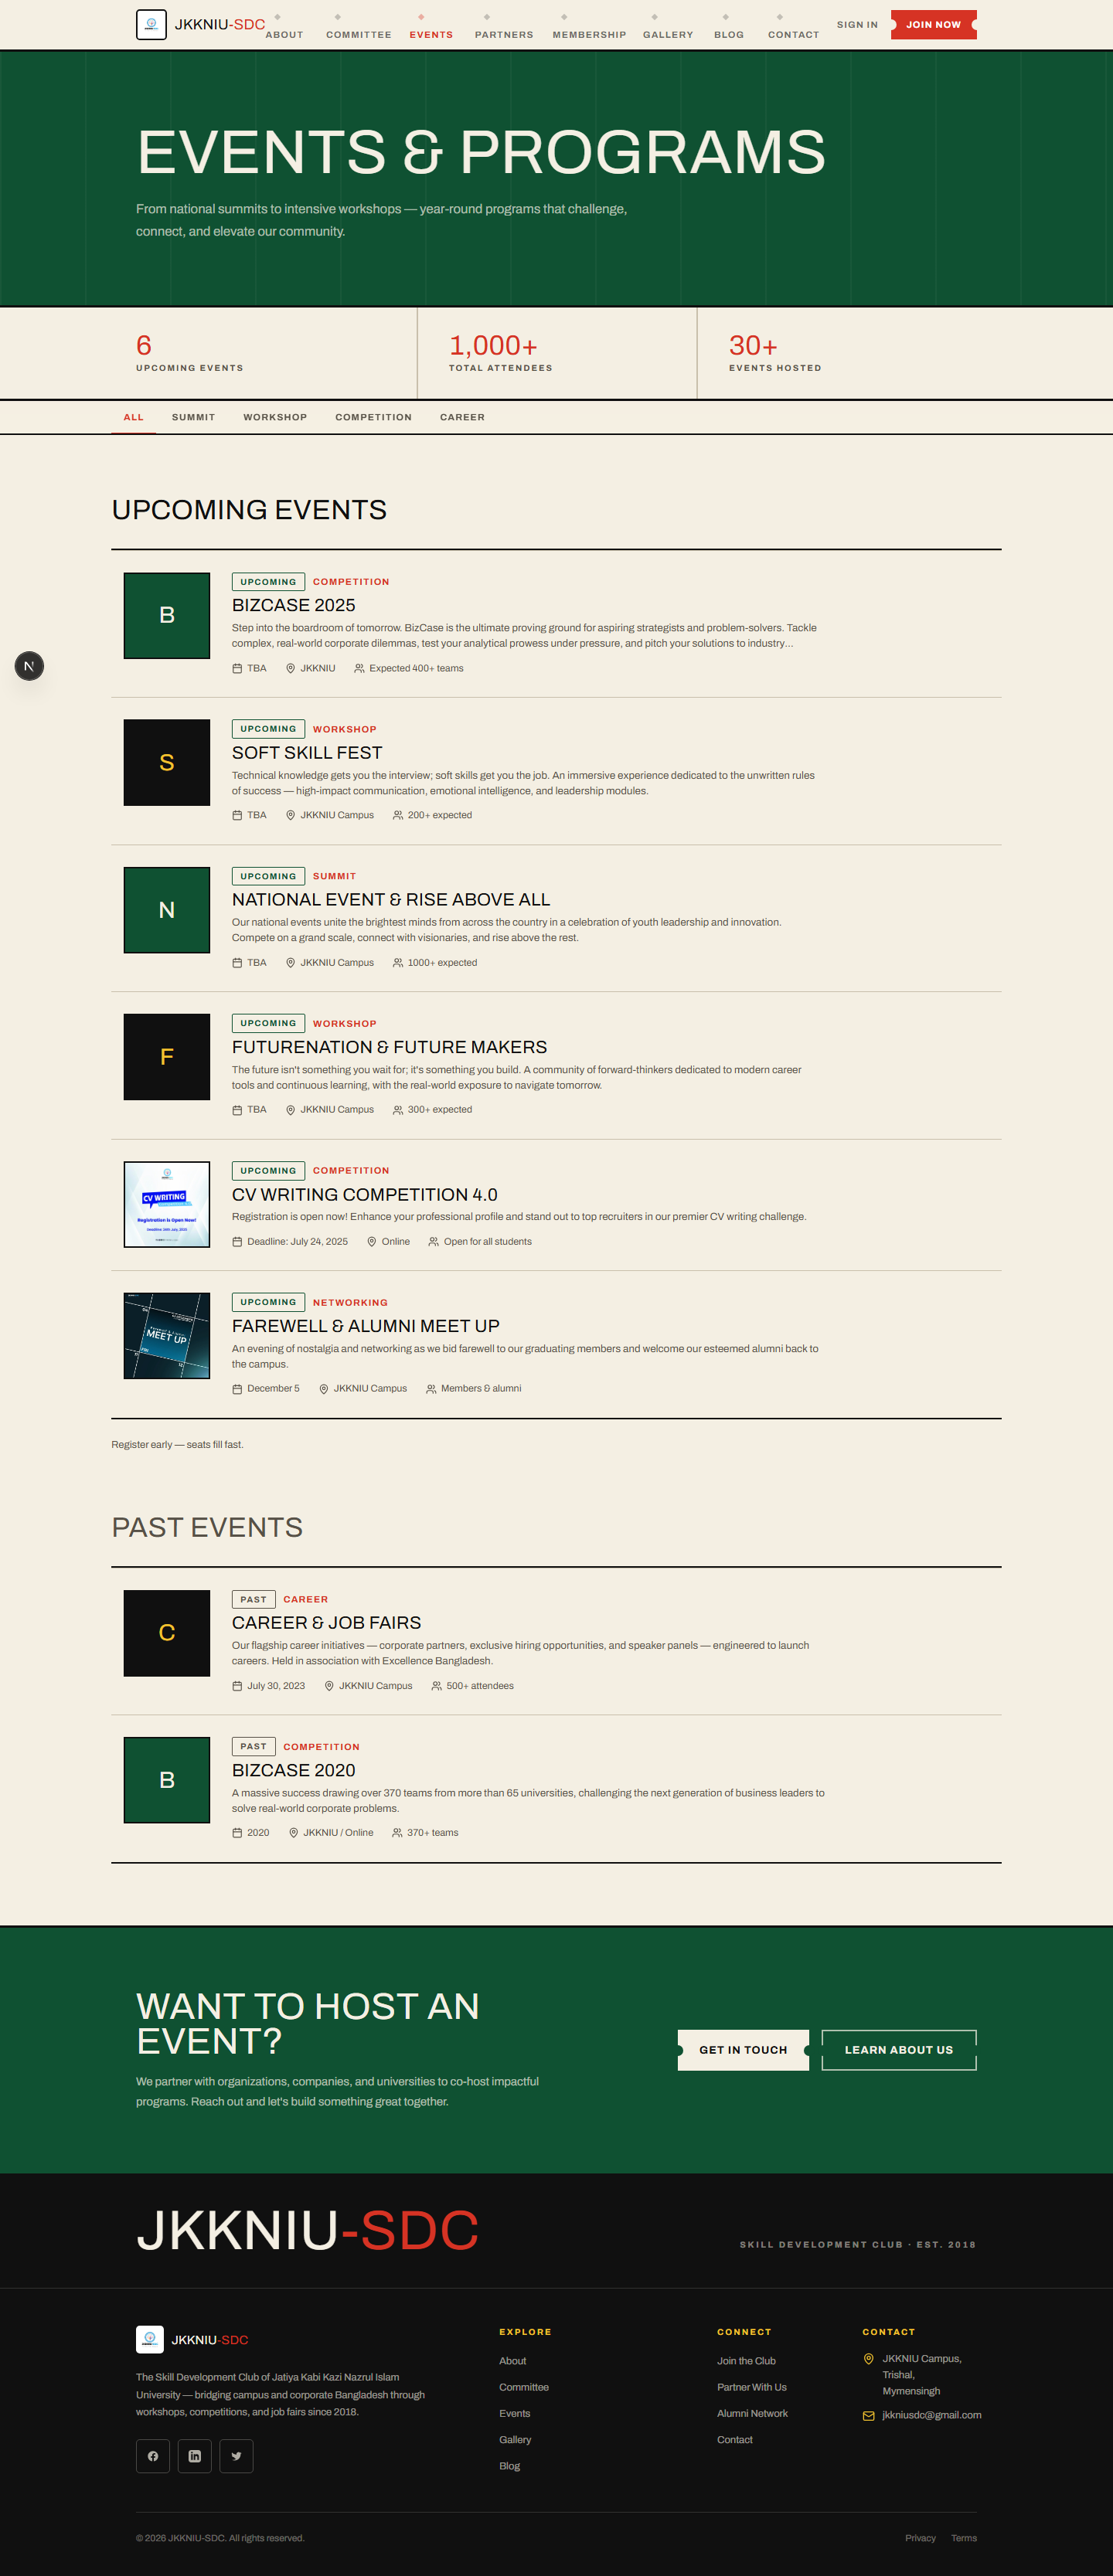 JKKNIU-SDC
ABOUT
COMMITTEE
EVENTS
PARTNERS
MEMBERSHIP
GALLERY
BLOG
CONTACT
SIGN IN
JOIN NOW
EVENTS & PROGRAMS
From national summits to intensive workshops — year-round programs that challenge,
connect, and elevate our community.
6
UPCOMING EVENTS
1,000+
TOTAL ATTENDEES
30+
EVENTS HOSTED
ALL
SUMMIT
WORKSHOP
COMPETITION
CAREER
UPCOMING EVENTS
B
UPCOMING COMPETITION
BIZCASE 2025
Step into the boardroom of tomorrow. BizCase is the ultimate proving ground for aspiring strategists and problem-solvers. Tackle
complex, real-world corporate dilemmas, test your analytical prowess under pressure, and pitch your solutions to industry...
TBA JKKNIU Expected 400+ teams
N
S
UPCOMING WORKSHOP
SOFT SKILL FEST
Technical knowledge gets you the interview; soft skills get you the job. An immersive experience dedicated to the unwritten rules
of success — high-impact communication, emotional intelligence, and leadership modules.
TBA JKKNIU Campus 200+ expected
N
UPCOMING SUMMIT
NATIONAL EVENT & RISE ABOVE ALL
Our national events unite the brightest minds from across the country in a celebration of youth leadership and innovation.
Compete on a grand scale, connect with visionaries, and rise above the rest.
TBA JKKNIU Campus 1000+ expected
F
UPCOMING WORKSHOP
FUTURENATION & FUTURE MAKERS
The future isn't something you wait for; it's something you build. A community of forward-thinkers dedicated to modern career
tools and continuous learning, with the real-world exposure to navigate tomorrow.
TBA JKKNIU Campus 300+ expected
CV WRITING
Registration is Open Now!
UPCOMING COMPETITION
CV WRITING COMPETITION 4.0
Registration is open now! Enhance your professional profile and stand out to top recruiters in our premier CV writing challenge.
Deadline: July 24, 2025 Online Open for all students
MEET UP
UPCOMING NETWORKING
FAREWELL & ALUMNI MEET UP
An evening of nostalgia and networking as we bid farewell to our graduating members and welcome our esteemed alumni back to
the campus.
December 5 JKKNIU Campus Members & alumni
Register early — seats fill fast.
PAST EVENTS
C
PAST CAREER
CAREER & JOB FAIRS
Our flagship career initiatives — corporate partners, exclusive hiring opportunities, and speaker panels — engineered to launch
careers. Held in association with Excellence Bangladesh.
July 30, 2023 JKKNIU Campus 500+ attendees
B
PAST COMPETITION
BIZCASE 2020
A massive success drawing over 370 teams from more than 65 universities, challenging the next generation of business leaders to
solve real-world corporate problems.
2020 JKKNIU / Online 370+ teams
WANT TO HOST AN
EVENT?
We partner with organizations, companies, and universities to co-host impactful
programs. Reach out and let's build something great together.
GET IN TOUCH
LEARN ABOUT US
JKKNIU-SDC
SKILL DEVELOPMENT CLUB · EST. 2018
JKKNIU-SDC
The Skill Development Club of Jatiya Kabi Kazi Nazrul Islam
University — bridging campus and corporate Bangladesh through
workshops, competitions, and job fairs since 2018.
EXPLORE
About
Committee
Events
Gallery
Blog
CONNECT
Join the Club
Partner With Us
Alumni Network
Contact
CONTACT
JKKNIU Campus,
Trishal,
Mymensingh
jkkniusdc@gmail.com
© 2026 JKKNIU-SDC. All rights reserved.
Privacy
Terms